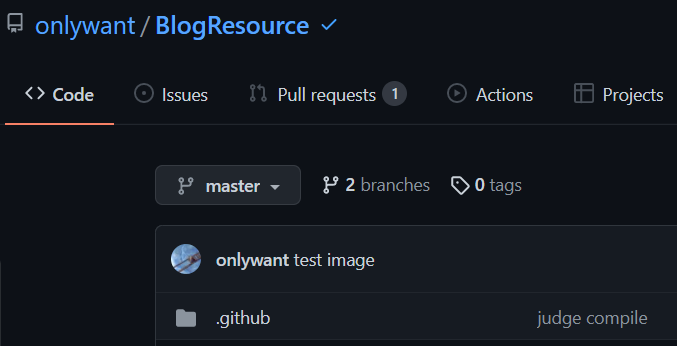 onlywant / BlogResource
Code Issues Pull requests 1 Actions Projects
master 2 branches 0 tags
onlywant test image
.github judge compile